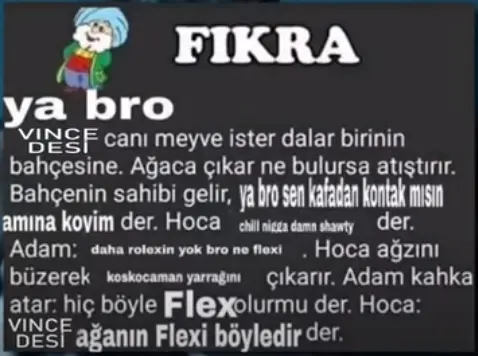 FIKRA
ya bro
VINCE DESİ canı meyve ister dalar birinin
bahçesine. Ağaca çıkar ne bulursa atıştırır.
Bahçenin sahibi gelir, ya bro sen kafadan kontak mısın
amına koyim der. Hoca chill nigga damn shawty der.
Adam: daha rolexin yok bro ne flexi . Hoca ağzını
büzerek koskocaman yarrağını çıkarır. Adam kahka
atar: hiç böyle Flex olurmu der. Hoca:
VINCE DESİ ağanın Flexi böyledir der.